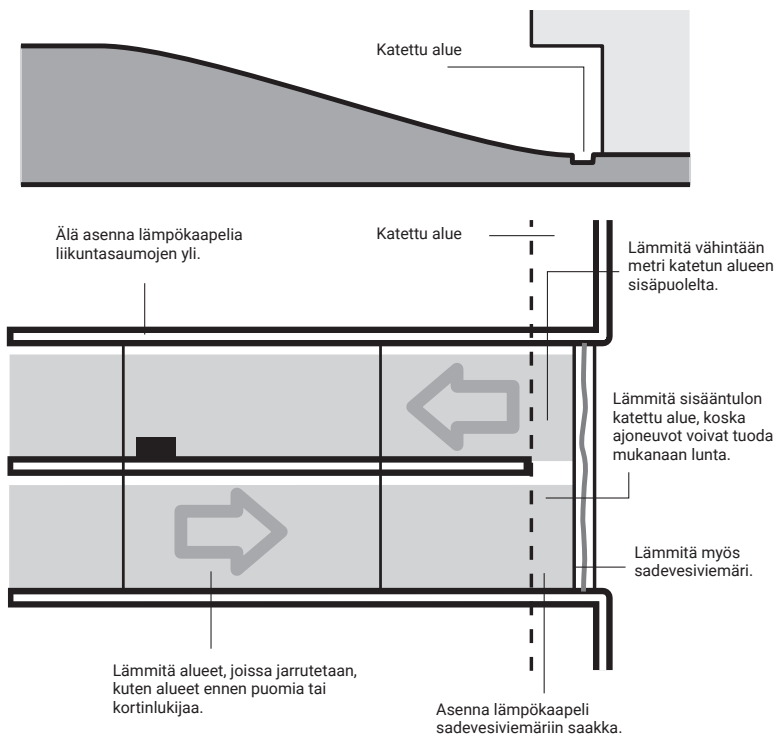 Katettu alue
Älä asenna lämpökaapelia
liikuntasaumojen yli.
Katettu alue
Lämmitä vähintään
metri katetun alueen
sisäpuolelta.
Lämmitä sisääntulon
katettu alue, koska
ajoneuvot voivat tuoda
mukanaan lunta.
Lämmitä myös
sadevesiviemäri.
Lämmitä alueet, joissa jarrutetaan,
kuten alueet ennen puomia tai
kortinlukijaa.
Asenna lämpökaapeli
sadevesiviemäriin saakka.